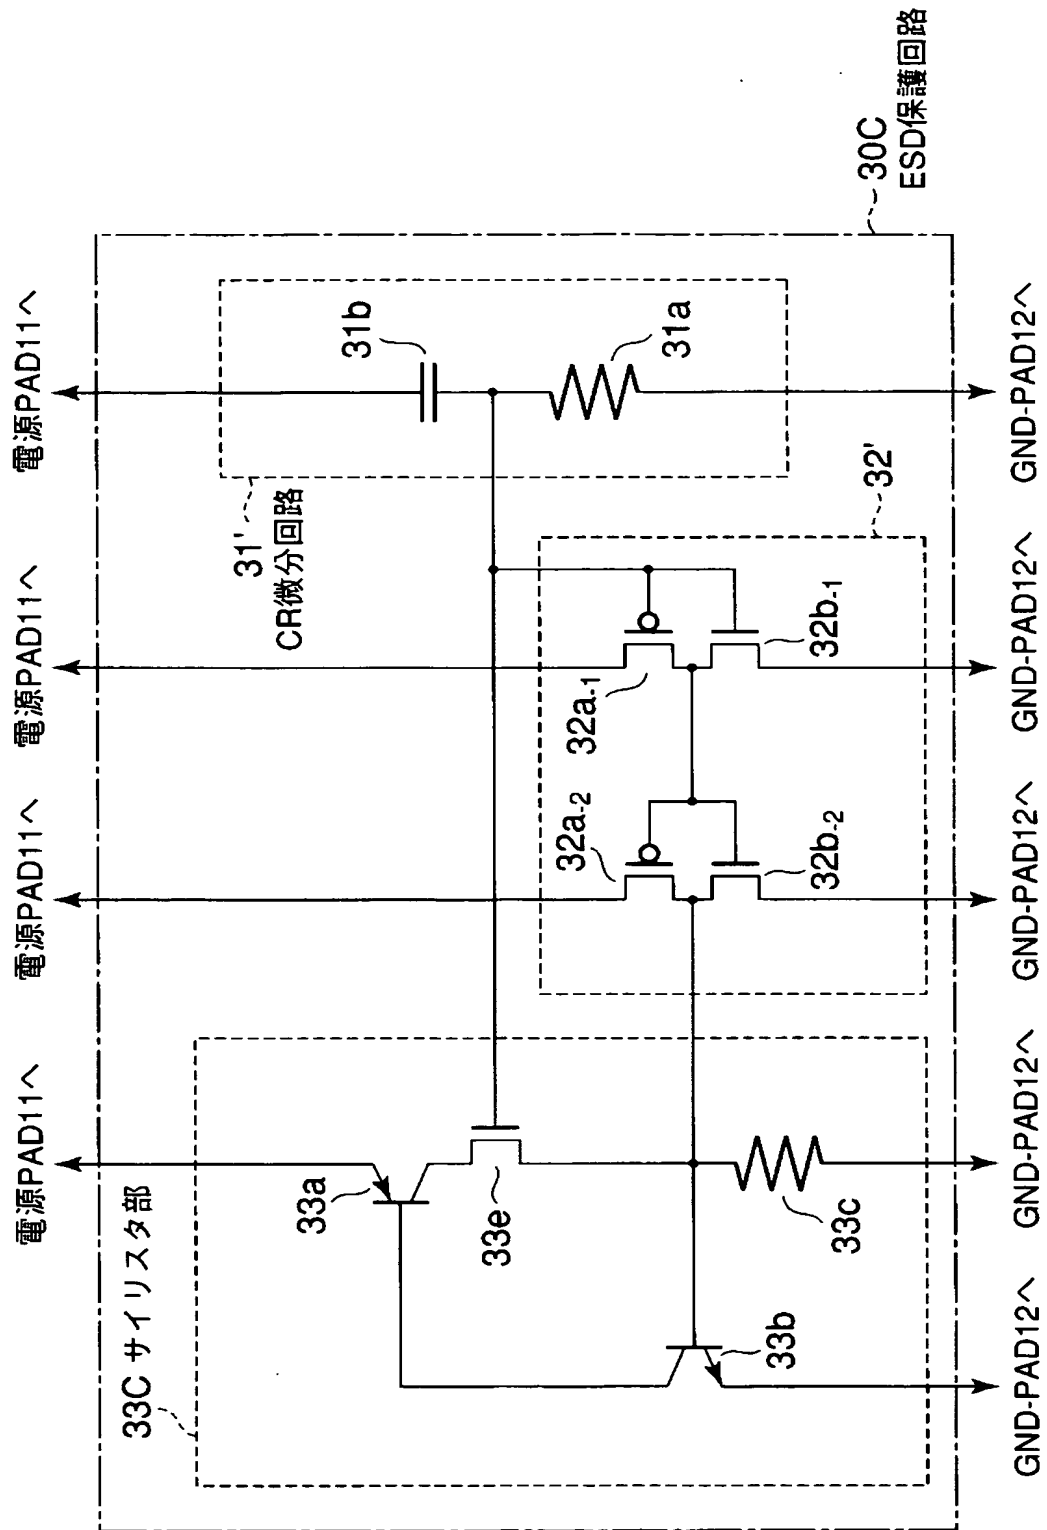 電源PAD11へ
電源PAD11へ
電源PAD11へ
電源PAD11へ
33C サイリスタ部
33a
33e
33b
33c
32a-2
32b-2
32a-1
32b-1
32'
31'
CR微分回路
31b
31a
30C
ESD保護回路
GND-PAD12へ
GND-PAD12へ
GND-PAD12へ
GND-PAD12へ
GND-PAD12へ